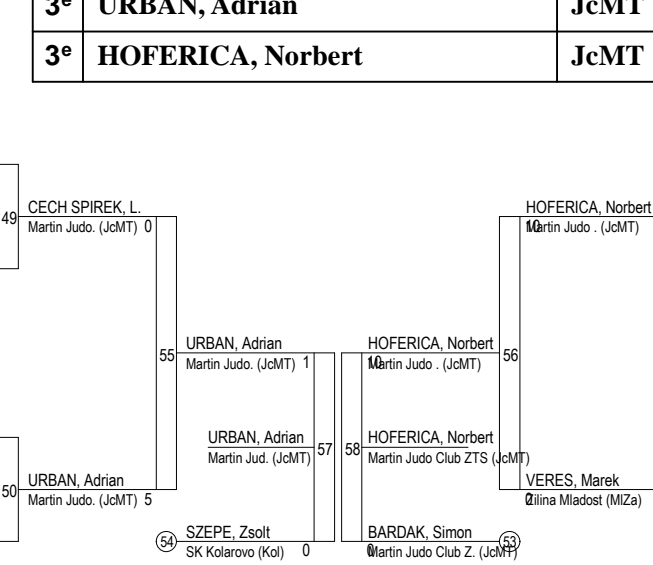 3e URBAN, Adrian JcMT
3e HOFERICA, Norbert JcMT
49
CECH SPIREK, L.
Martin Judo. (JcMT) 0
HOFERICA, Norbert
10
Martin Judo . (JcMT)
55
URBAN, Adrian
Martin Judo. (JcMT) 1
HOFERICA, Norbert
10
Martin Judo . (JcMT)
56
URBAN, Adrian
Martin Jud. (JcMT)
57
58
HOFERICA, Norbert
Martin Judo Club ZTS (JcMT)
50
URBAN, Adrian
Martin Judo. (JcMT) 5
VERES, Marek
Zilina Mladost (MlZa)
54
SZEPE, Zsolt
SK Kolarovo (Kol) 0
BARDAK, Simon
Martin Judo Club Z. (JcMT)
53